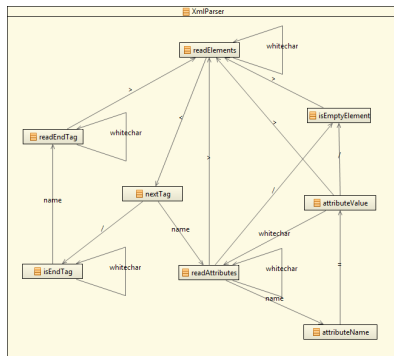 XmlParser
readElements
whitechar
>
<
>
>
>
isEmptyElement
readEndTag
whitechar
/
/
name
nextTag
attributeValue
/
name
whitechar
isEndTag
whitechar
readAttributes
whitechar
name
=
attributeName